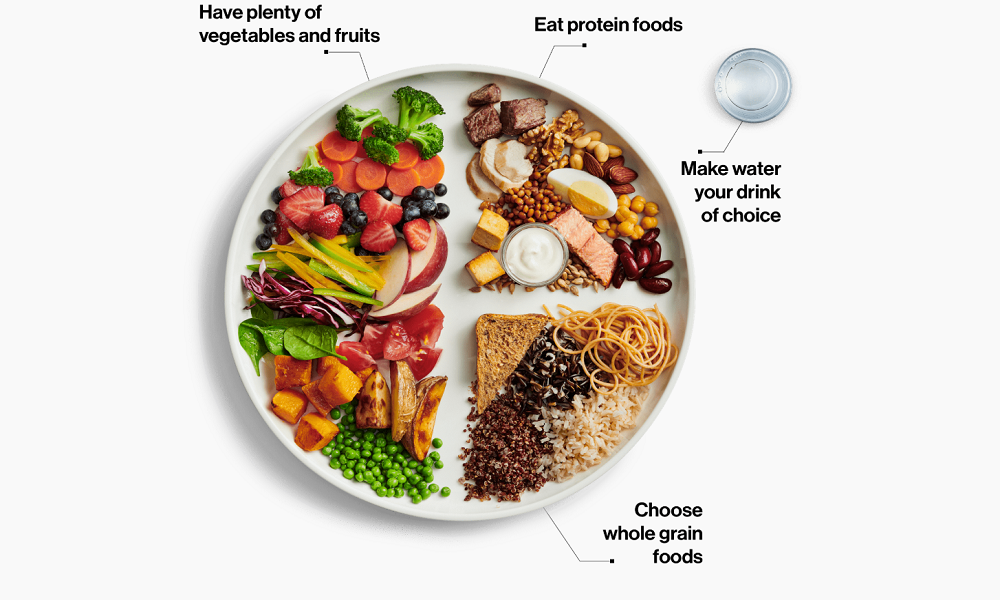 Have plenty of
vegetables and fruits
Eat protein foods
Make water
your drink
of choice
Choose
whole grain
foods